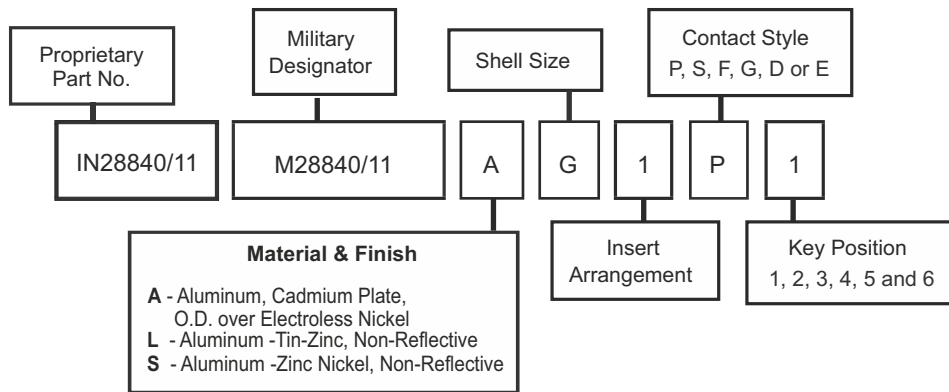 Proprietary
Part No.
Military
Designator
Shell Size
Contact Style
P, S, F, G, D or E
IN28840/11
M28840/11
A
G
1
P
1
Material & Finish
A - Aluminum, Cadmium Plate,
O.D. over Electroless Nickel
L - Aluminum -Tin-Zinc, Non-Reflective
S - Aluminum -Zinc Nickel, Non-Reflective
Insert
Arrangement
Key Position
1, 2, 3, 4, 5 and 6